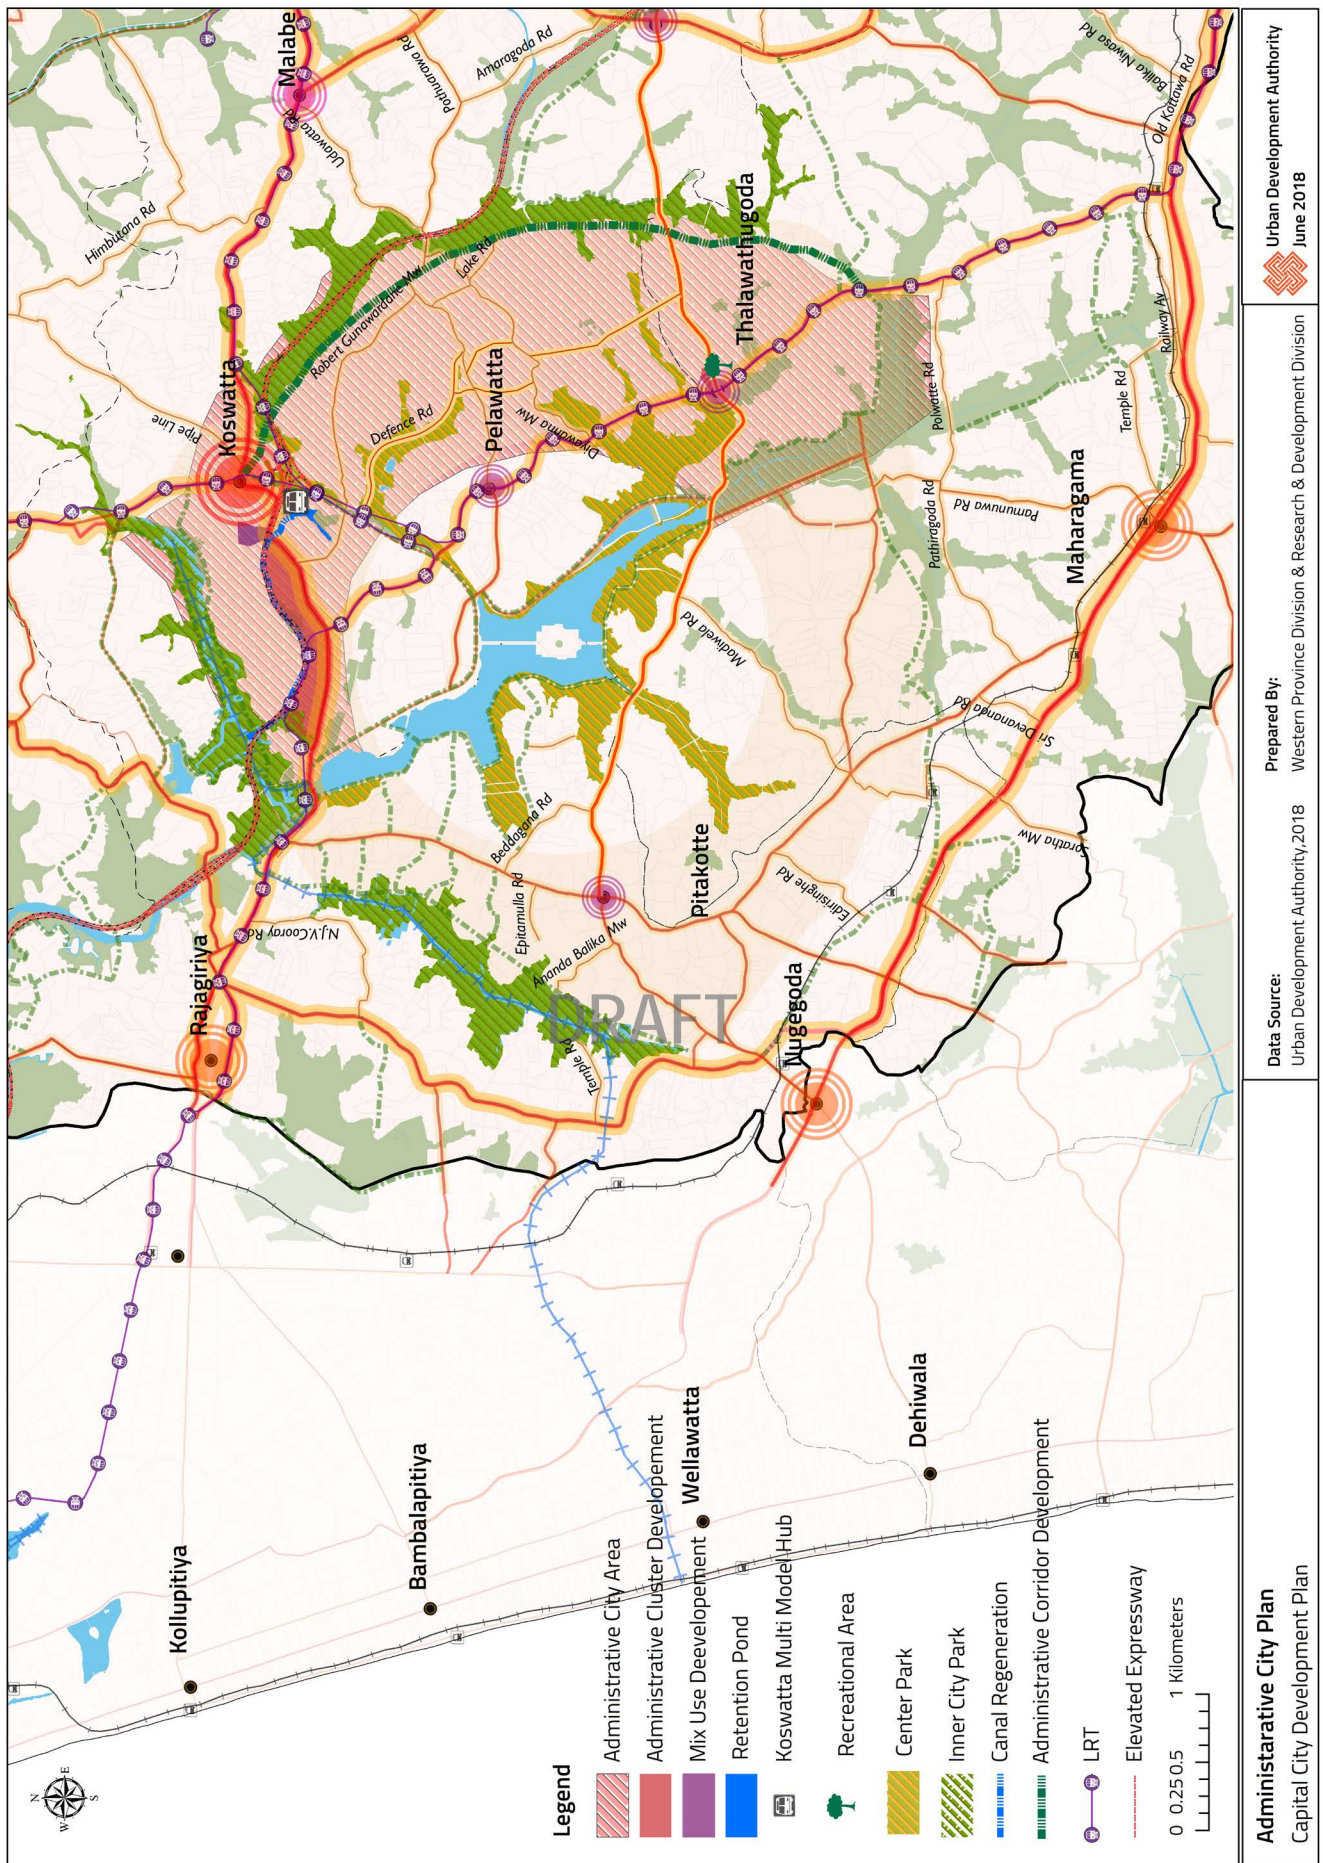 Malabe
Pothuarawa Rd
Amaragoda Rd
Balika Niwasa Rd
Old Kottawa Rd
Udawatta Rd
Himbutana Rd
Thalawathugoda
Lake Rd
Robert Gunawardane Mw
Koswatta
Pipe Line
Defence Rd
Pelawatta
Diyawanna Mw
Polwatte Rd
Temple Rd
Railway Av
Pathiragoda Rd
Pamunuwa Rd
Maharagama
Madiwela Rd
Sri Devananda Rd
Pitakotte
Beddagana Rd
Epitamulla Rd
Ananda Balika Mw
Edirisinghe Rd
Soratha Mw
N.J.V.Cooray Rd
Rajagiriya
DRAFT
Temple Rd
Nugegoda
Kollupitiya
Bambalapitiya
Wellawatta
Dehiwala
N
W
E
S
Legend
Administrative City Area
Administrative Cluster Developement
Mix Use Deevelopement
Retention Pond
Koswatta Multi Model Hub
Recreational Area
Center Park
Inner City Park
Canal Regeneration
Administrative Corridor Development
LRT
Elevated Expressway
0 0.25 0.5 1 Kilometers
Administarative City Plan
Capital City Development Plan
Data Source:
Urban Development Authority,2018
Prepared By:
Western Province Division & Research & Development Division
Urban Development Authority
June 2018